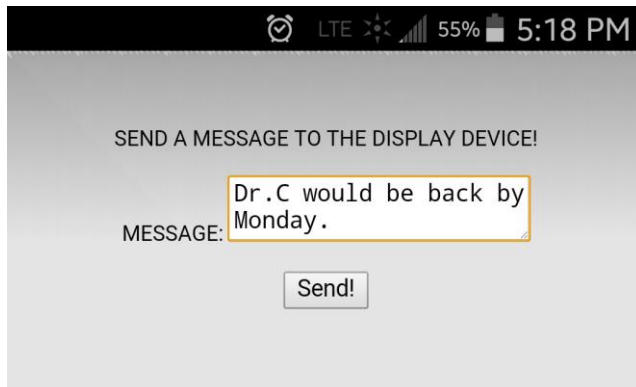 LTE 55% 5:18 PM
SEND A MESSAGE TO THE DISPLAY DEVICE!
Dr.C would be back by
MESSAGE: Monday.
Send!